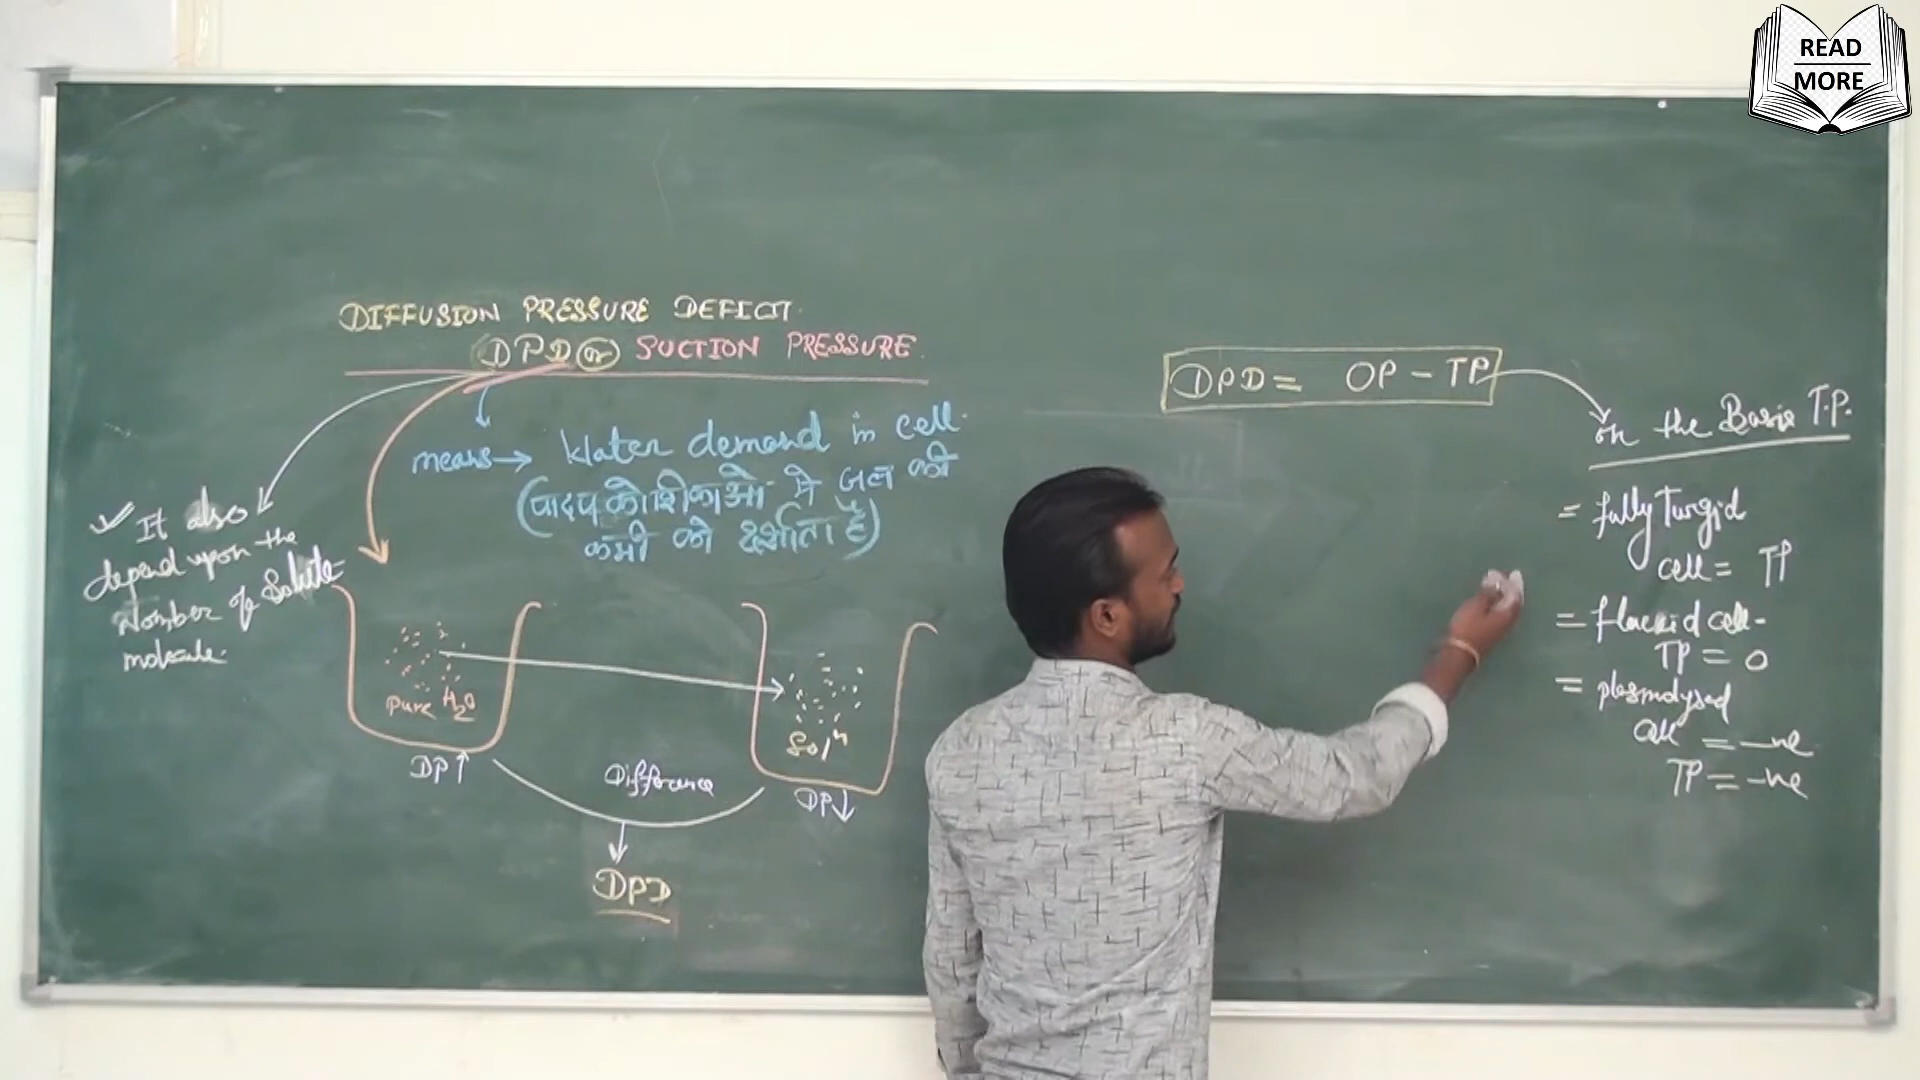 READ
MORE
DIFFUSION PRESSURE DEFICIT.
DPD or SUCTION PRESSURE.
means → Water demand in cell.
(पादप कोशिकाओ में जल की
कमी को दर्शाता है)
✓ It also
depend upon the
Number of Solute
molecule.
pure H2O
DP↑
Soln
DP↓
Difference
DPD
DPD = OP - TP
on the Basis T.P.
= fully Turgid
cell = TP
= flaccid cell-
TP = 0
= plasmolysed
cell = -ve
TP = -ve